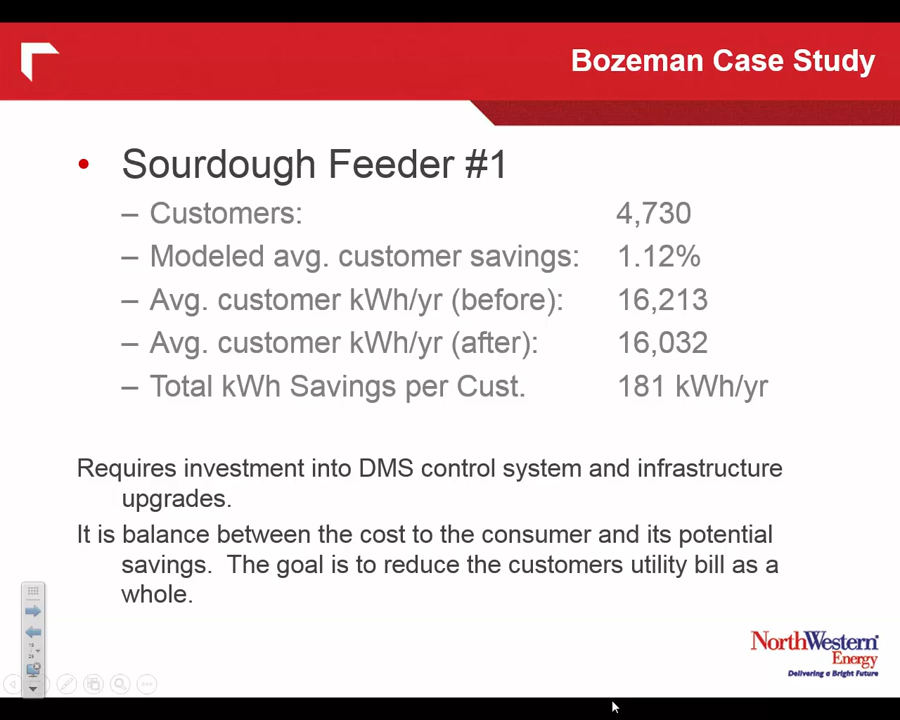 Bozeman Case Study
• Sourdough Feeder #1
– Customers: 4,730
– Modeled avg. customer savings: 1.12%
– Avg. customer kWh/yr (before): 16,213
– Avg. customer kWh/yr (after): 16,032
– Total kWh Savings per Cust. 181 kWh/yr
Requires investment into DMS control system and infrastructure
upgrades.
It is balance between the cost to the consumer and its potential
savings.  The goal is to reduce the customers utility bill as a
whole.
NorthWestern
Energy
Delivering a Bright Future